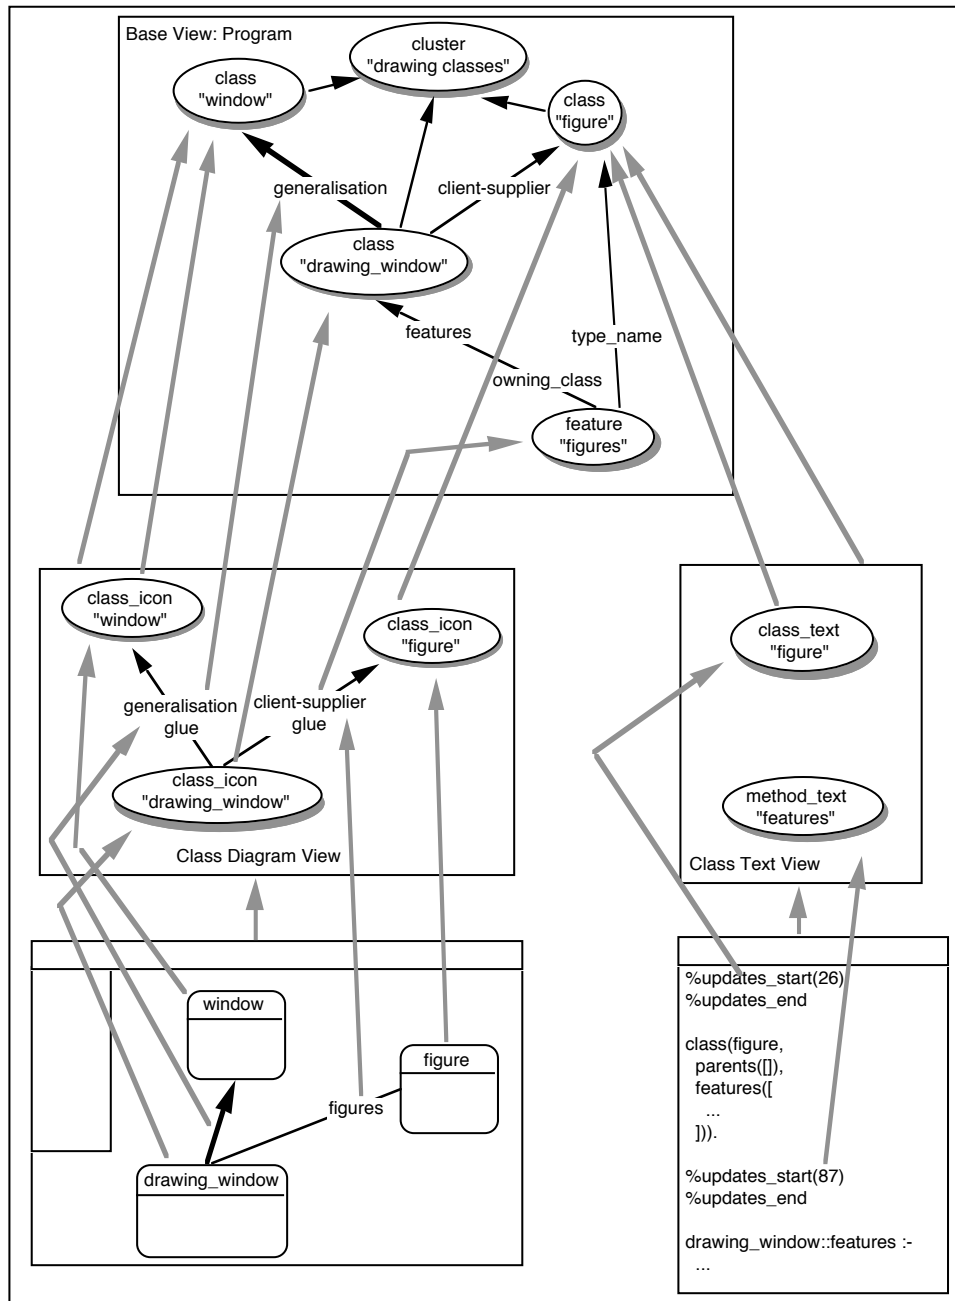 Base View: Program
cluster
"drawing classes"
class
"window"
class
"figure"
generalisation
client-supplier
class
"drawing_window"
features
type_name
owning_class
feature
"figures"
class_icon
"window"
class_icon
"figure"
generalisation
glue
client-supplier
glue
class_icon
"drawing_window"
Class Diagram View
class_text
"figure"
method_text
"features"
Class Text View
window
figure
figures
drawing_window
%updates_start(26)
%updates_end
class(figure,
parents([]),
features([
...
])).
%updates_start(87)
%updates_end
drawing_window::features :-
...